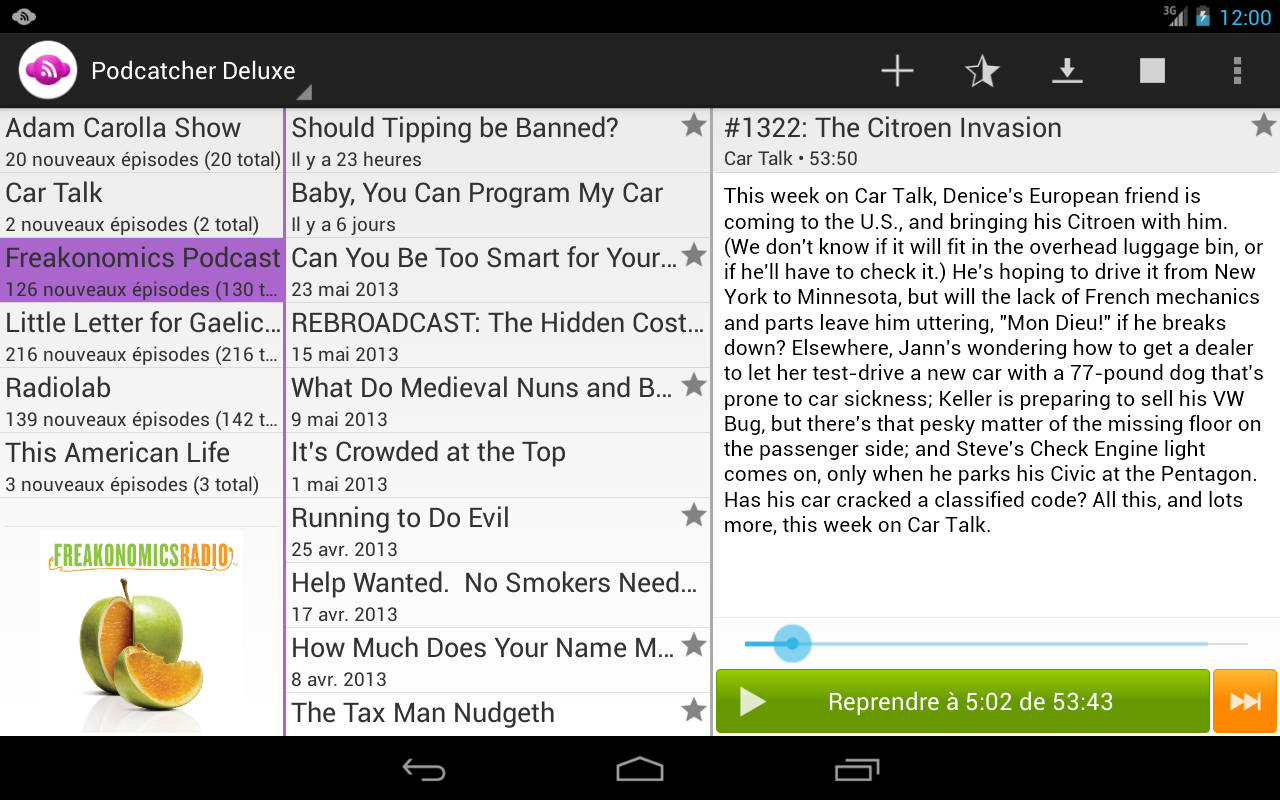 3G
12:00
Podcatcher Deluxe
Adam Carolla Show
20 nouveaux épisodes (20 total)
Car Talk
2 nouveaux épisodes (2 total)
Freakonomics Podcast
126 nouveaux épisodes (130 t…
Little Letter for Gaelic…
216 nouveaux épisodes (216 t…
Radiolab
139 nouveaux épisodes (142 t…
This American Life
3 nouveaux épisodes (3 total)
FREAKONOMICSRADIO
Should Tipping be Banned?
Il y a 23 heures
Baby, You Can Program My Car
Il y a 6 jours
Can You Be Too Smart for Your…
23 mai 2013
REBROADCAST: The Hidden Cost…
15 mai 2013
What Do Medieval Nuns and B…
9 mai 2013
It's Crowded at the Top
1 mai 2013
Running to Do Evil
25 avr. 2013
Help Wanted.  No Smokers Need…
17 avr. 2013
How Much Does Your Name M…
8 avr. 2013
The Tax Man Nudgeth
#1322: The Citroen Invasion
Car Talk • 53:50
This week on Car Talk, Denice's European friend is
coming to the U.S., and bringing his Citroen with him.
(We don't know if it will fit in the overhead luggage bin, or
if he'll have to check it.) He's hoping to drive it from New
York to Minnesota, but will the lack of French mechanics
and parts leave him uttering, "Mon Dieu!" if he breaks
down? Elsewhere, Jann's wondering how to get a dealer
to let her test-drive a new car with a 77-pound dog that's
prone to car sickness; Keller is preparing to sell his VW
Bug, but there's that pesky matter of the missing floor on
the passenger side; and Steve's Check Engine light
comes on, only when he parks his Civic at the Pentagon.
Has his car cracked a classified code? All this, and lots
more, this week on Car Talk.
Reprendre à 5:02 de 53:43